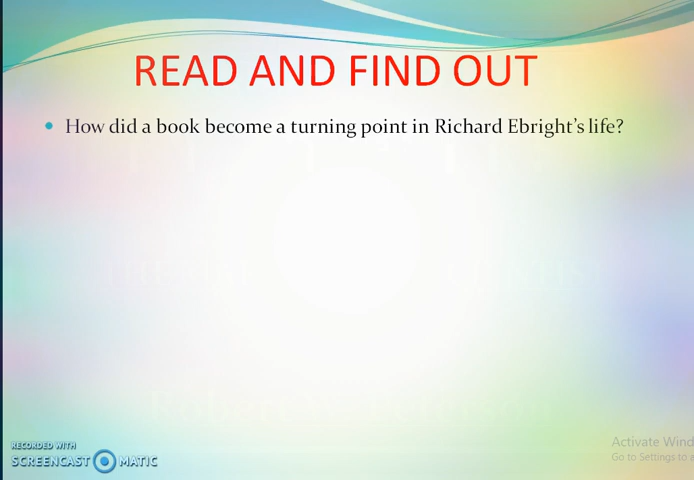 READ AND FIND OUT
• How did a book become a turning point in Richard Ebright's life?
RECORDED WITH
SCREENCAST MATIC
Activate Wind
Go to Settings to e